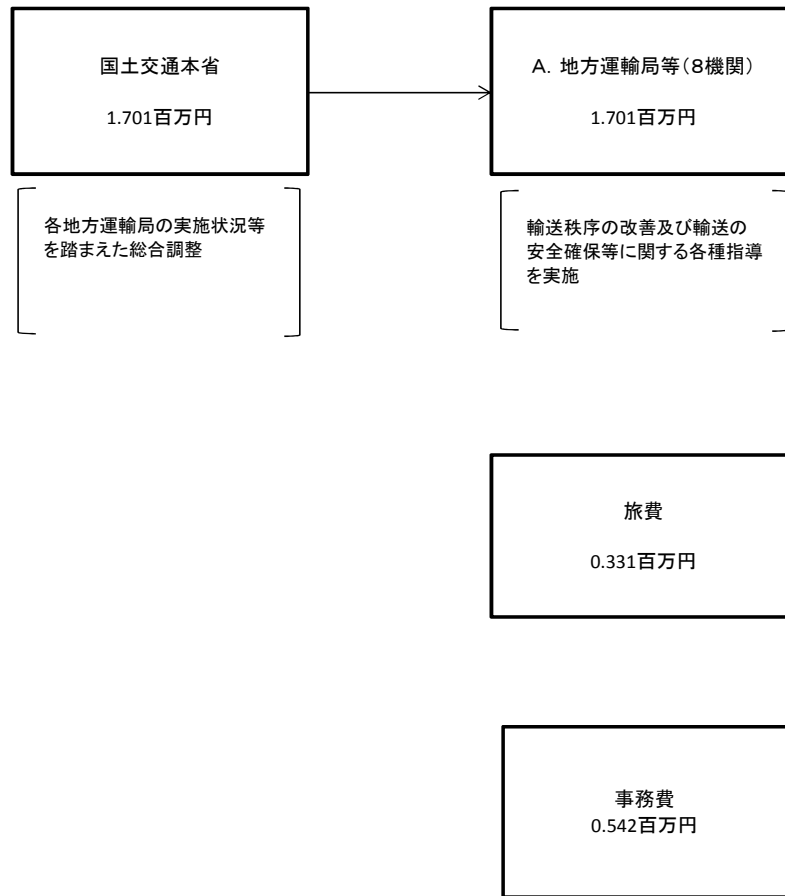 国土交通本省
1.701百万円
A. 地方運輸局等(8機関)
1.701百万円
各地方運輸局の実施状況等
を踏まえた総合調整
輸送秩序の改善及び輸送の
安全確保等に関する各種指導
を実施
旅費
0.331百万円
事務費
0.542百万円